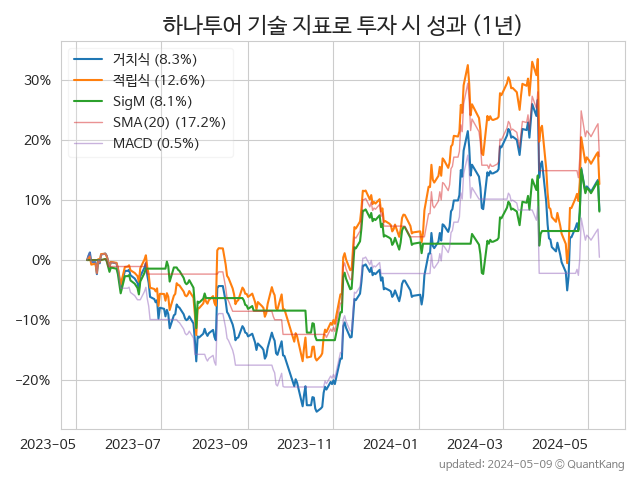 하나투어 기술 지표로 투자 시 성과 (1년)
거치식 (8.3%)
적립식 (12.6%)
SigM (8.1%)
SMA(20) (17.2%)
MACD (0.5%)
30%
20%
10%
0%
−10%
−20%
2023-05
2023-07
2023-09
2023-11
2024-01
2024-03
2024-05
updated: 2024-05-09 ⓒ QuantKang